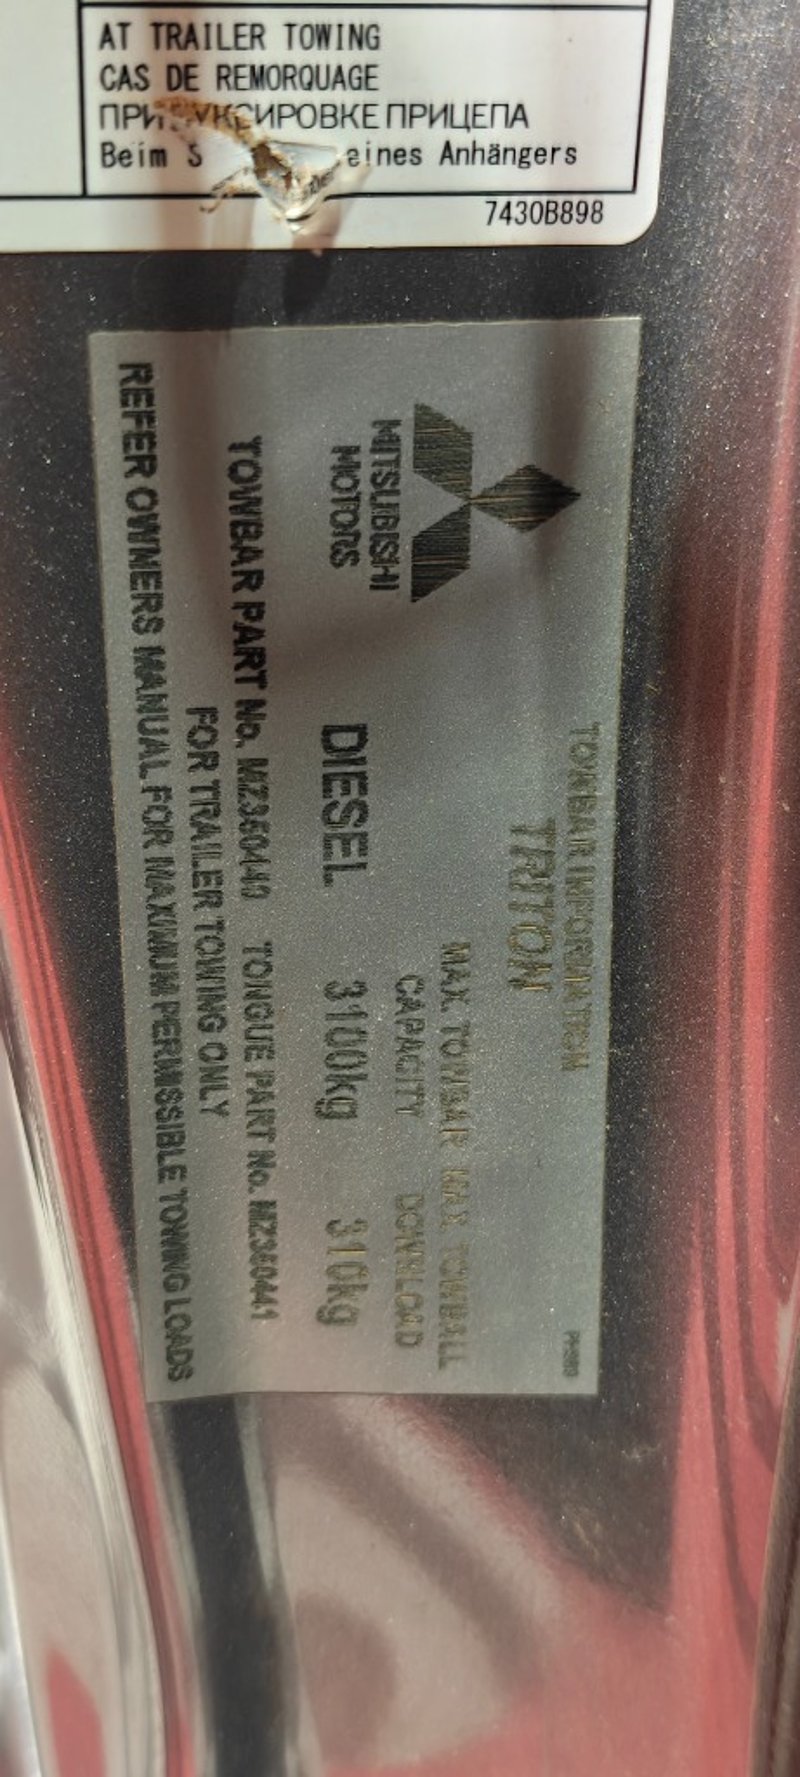 AT TRAILER TOWING
CAS DE REMORQUAGE
ПРИ БУКСИРОВКЕ ПРИЦЕПА
Beim S eines Anhängers
7430B898
TOWBAR INFORMATION
TRITON
MITSUBISHI
MOTORS
MAX. TOWBAR MAX. TOWBALL
CAPACITY DOWNLOAD
DIESEL 3100kg 310kg
TOWBAR PART No. MZ360440 TONGUE PART No. MZ360441
FOR TRAILER TOWING ONLY
REFER OWNERS MANUAL FOR MAXIMUM PERMISSIBLE TOWING LOADS